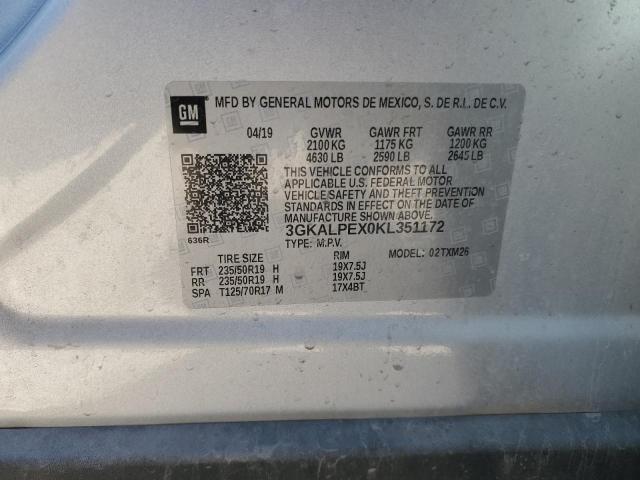 GM
MFD BY GENERAL MOTORS DE MEXICO, S. DE R.L. DE C.V.
04/19 GVWR GAWR FRT GAWR RR
2100 KG 1175 KG 1200 KG
4630 LB 2590 LB 2645 LB
THIS VEHICLE CONFORMS TO ALL
APPLICABLE U.S. FEDERAL MOTOR
VEHICLE SAFETY AND THEFT PREVENTION
STANDARDS IN EFFECT ON THE DATE OF
MANUFACTURE SHOWN ABOVE.
3GKALPEX0KL351172
636R
TYPE: M.P.V. MODEL: 02TXM26
TIRE SIZE RIM
FRT 235/50R19 H 19X7.5J
RR 235/50R19 H 19X7.5J
SPA T125/70R17 M 17X4BT